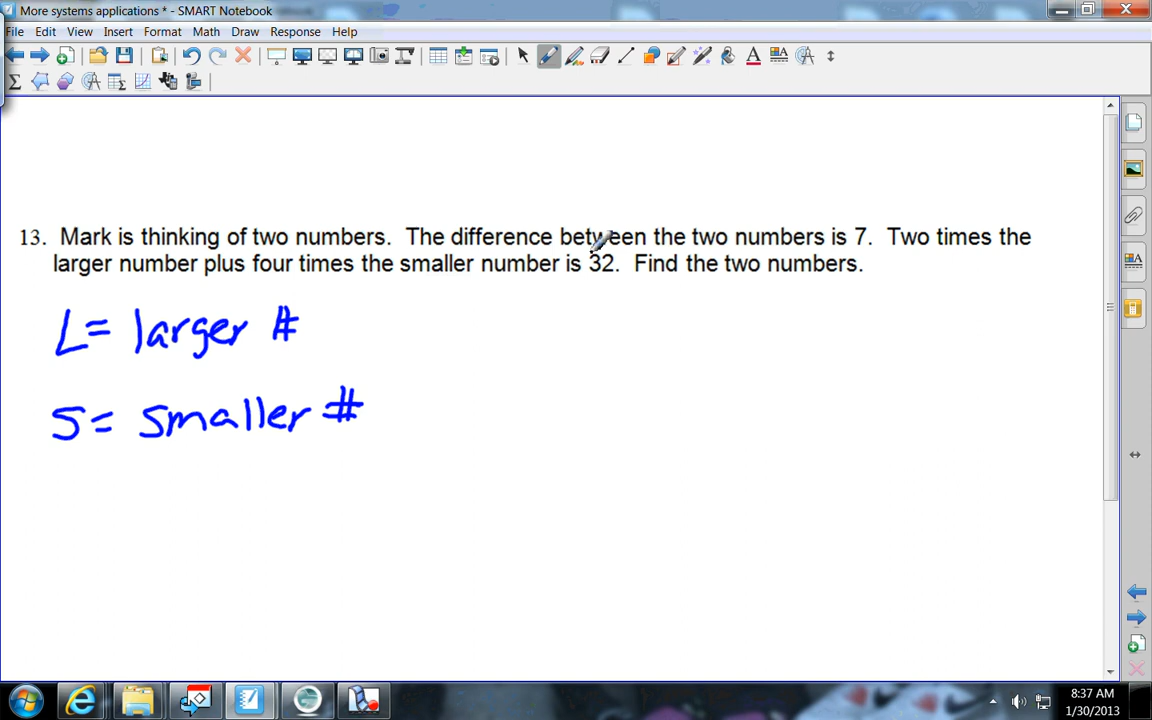 More systems applications * - SMART Notebook
File Edit View Insert Format Math Draw Response Help
13. Mark is thinking of two numbers. The difference between the two numbers is 7. Two times the
larger number plus four times the smaller number is 32. Find the two numbers.
L= larger #
S= smaller #
8:37 AM
1/30/2013